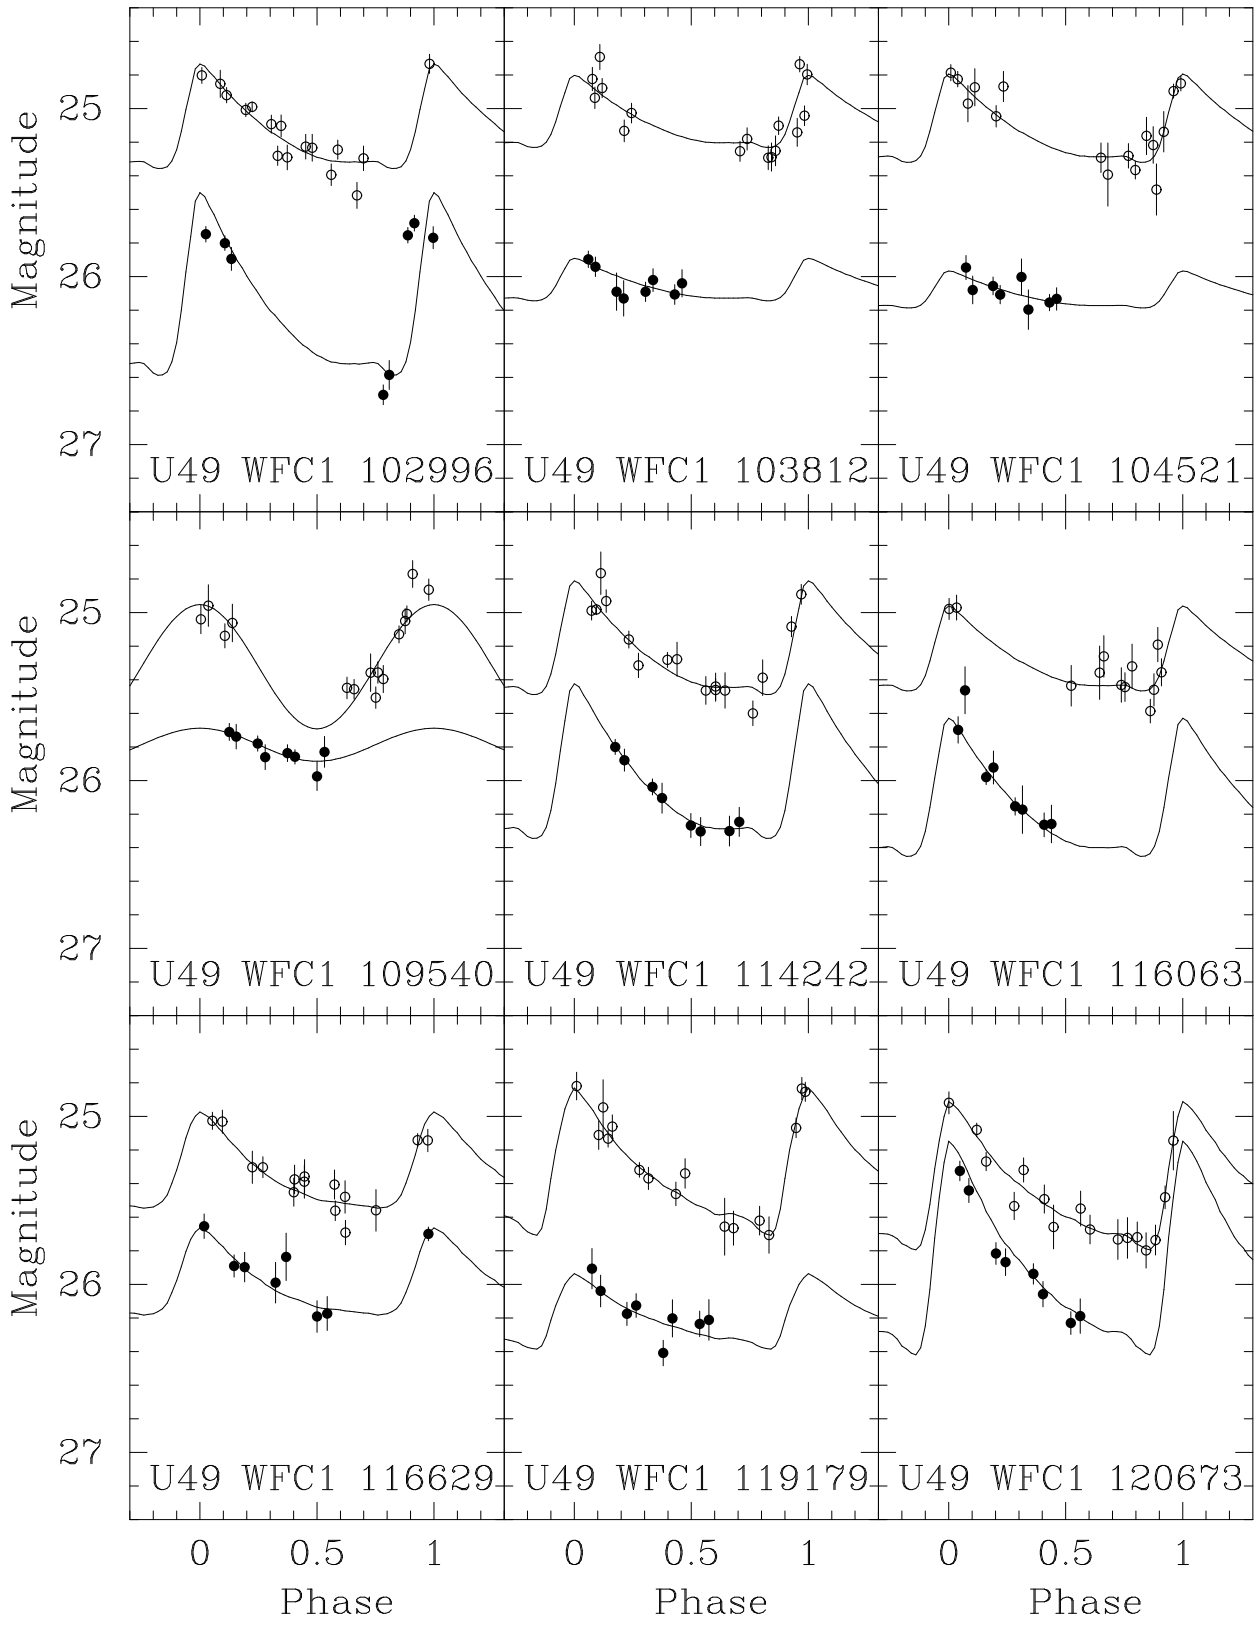 Magnitude
25
26
27
U49 WFC1 102996
U49 WFC1 103812
U49 WFC1 104521
Magnitude
25
26
27
U49 WFC1 109540
U49 WFC1 114242
U49 WFC1 116063
Magnitude
25
26
27
U49 WFC1 116629
U49 WFC1 119179
U49 WFC1 120673
0 0.5 1
0 0.5 1
0 0.5 1
Phase
Phase
Phase